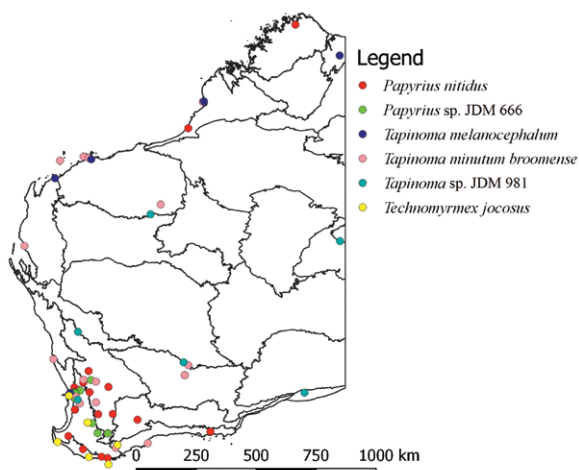 Legend
Papyrius nitidus
Papyrius sp. JDM 666
Tapinoma melanocephalum
Tapinoma minutum broomense
Tapinoma sp. JDM 981
Technomyrmex jocosus
0 250 500 750 1000 km